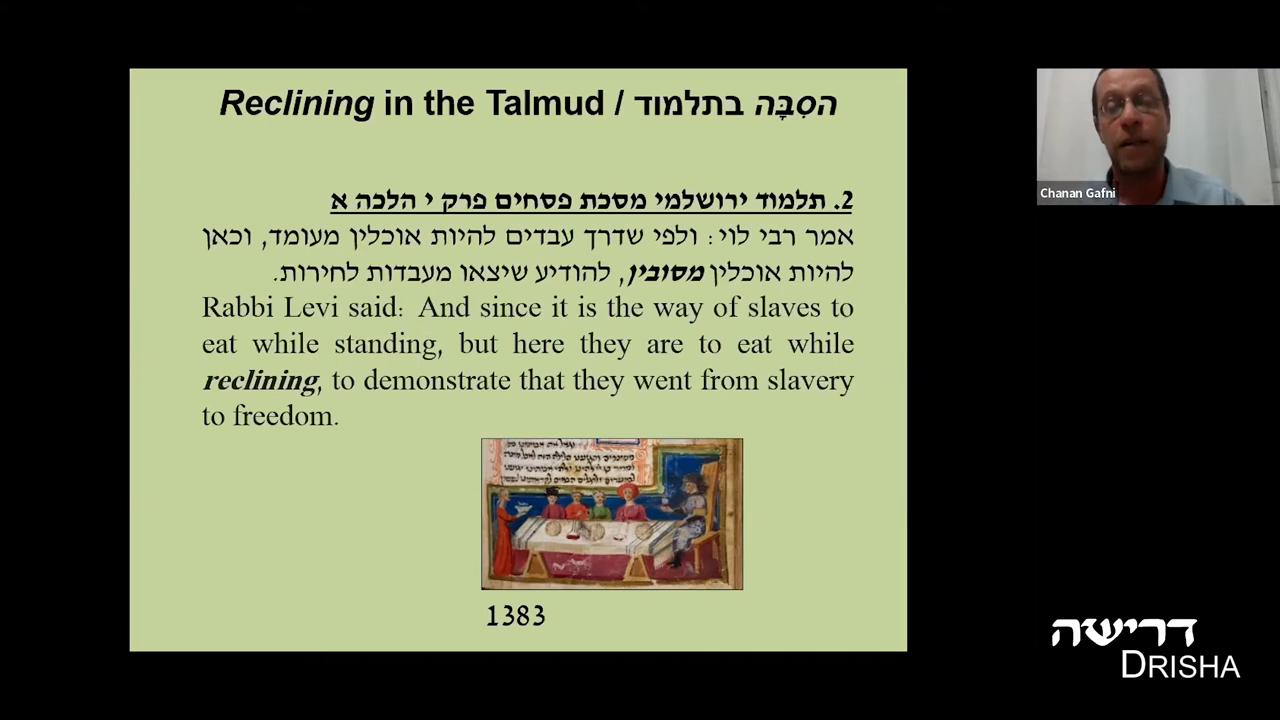 Reclining in the Talmud / הסִבָּה בתלמוד
2. תלמוד ירושלמי מסכת פסחים פרק י הלכה א
אמר רבי לוי: ולפי שדרך עבדים להיות אוכלין מעומד, וכאן
להיות אוכלין מסובין, להודיע שיצאו מעבדות לחירות.
Rabbi Levi said: And since it is the way of slaves to
eat while standing, but here they are to eat while
reclining, to demonstrate that they went from slavery
to freedom.
1383
Chanan Gafni
דרישה
DRISHA